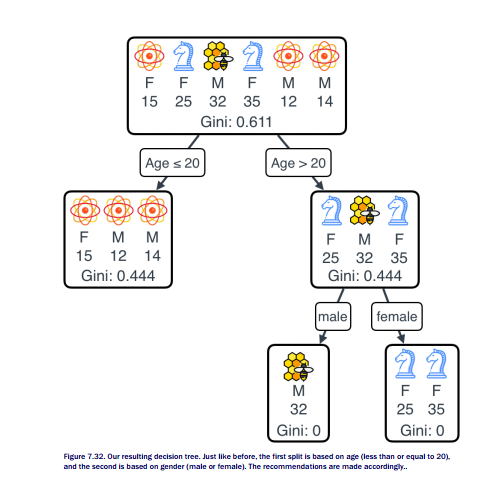 F F M F M M
15 25 32 35 12 14
Gini: 0.611
Age ≤ 20 Age > 20
F M M
15 12 14
Gini: 0.444
F M F
25 32 35
Gini: 0.444
male female
M
32
Gini: 0
F F
25 35
Gini: 0
Figure 7.32. Our resulting decision tree. Just like before, the first split is based on age (less than or equal to 20),
and the second is based on gender (male or female). The recommendations are made accordingly..